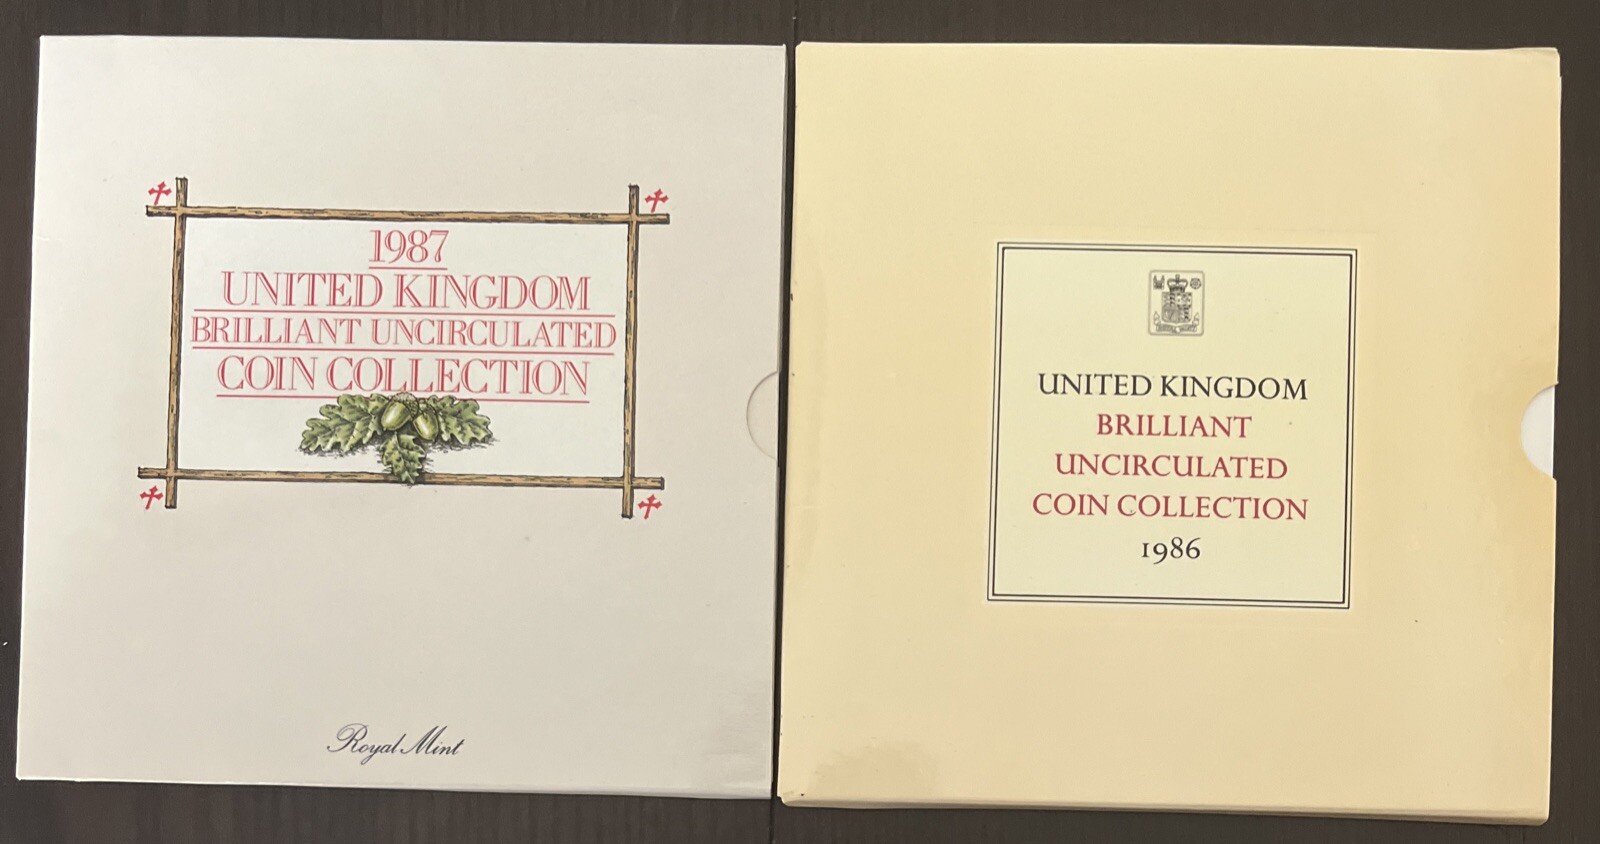 1987
UNITED KINGDOM
BRILLIANT UNCIRCULATED
COIN COLLECTION
Royal Mint
UNITED KINGDOM
BRILLIANT
UNCIRCULATED
COIN COLLECTION
1986